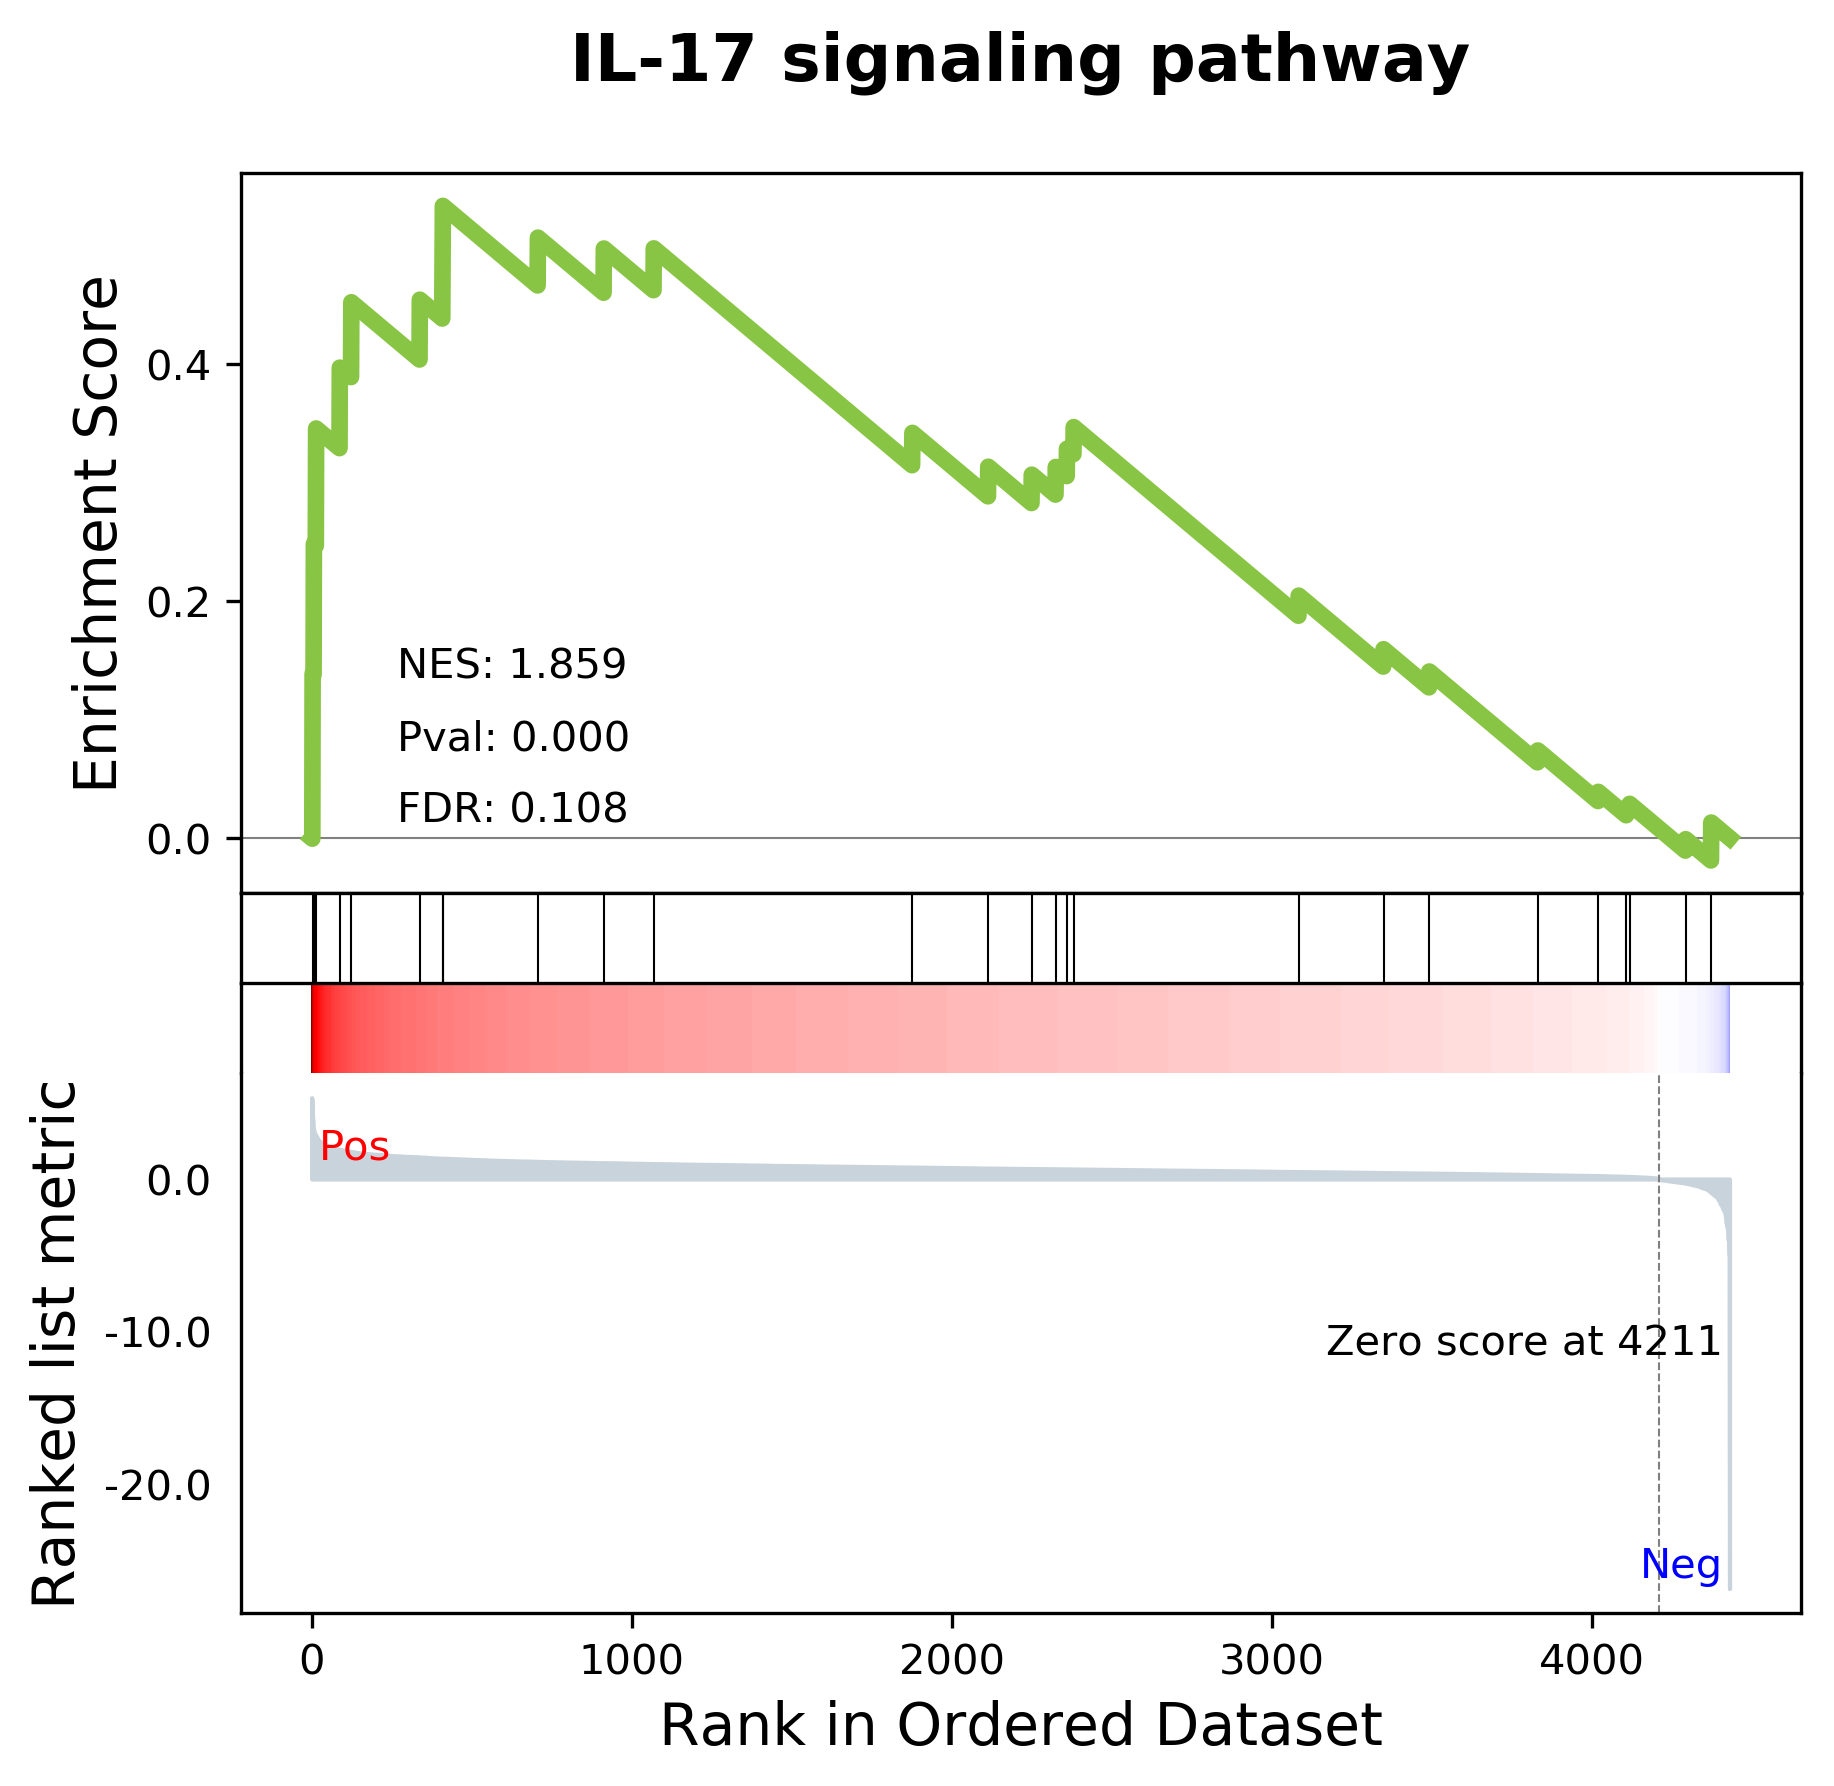 IL-17 signaling pathway
Enrichment Score
0.4
0.2
0.0
NES: 1.859
Pval: 0.000
FDR: 0.108
Ranked list metric
0.0
-10.0
-20.0
Pos
Zero score at 4211
Neg
0 1000 2000 3000 4000
Rank in Ordered Dataset